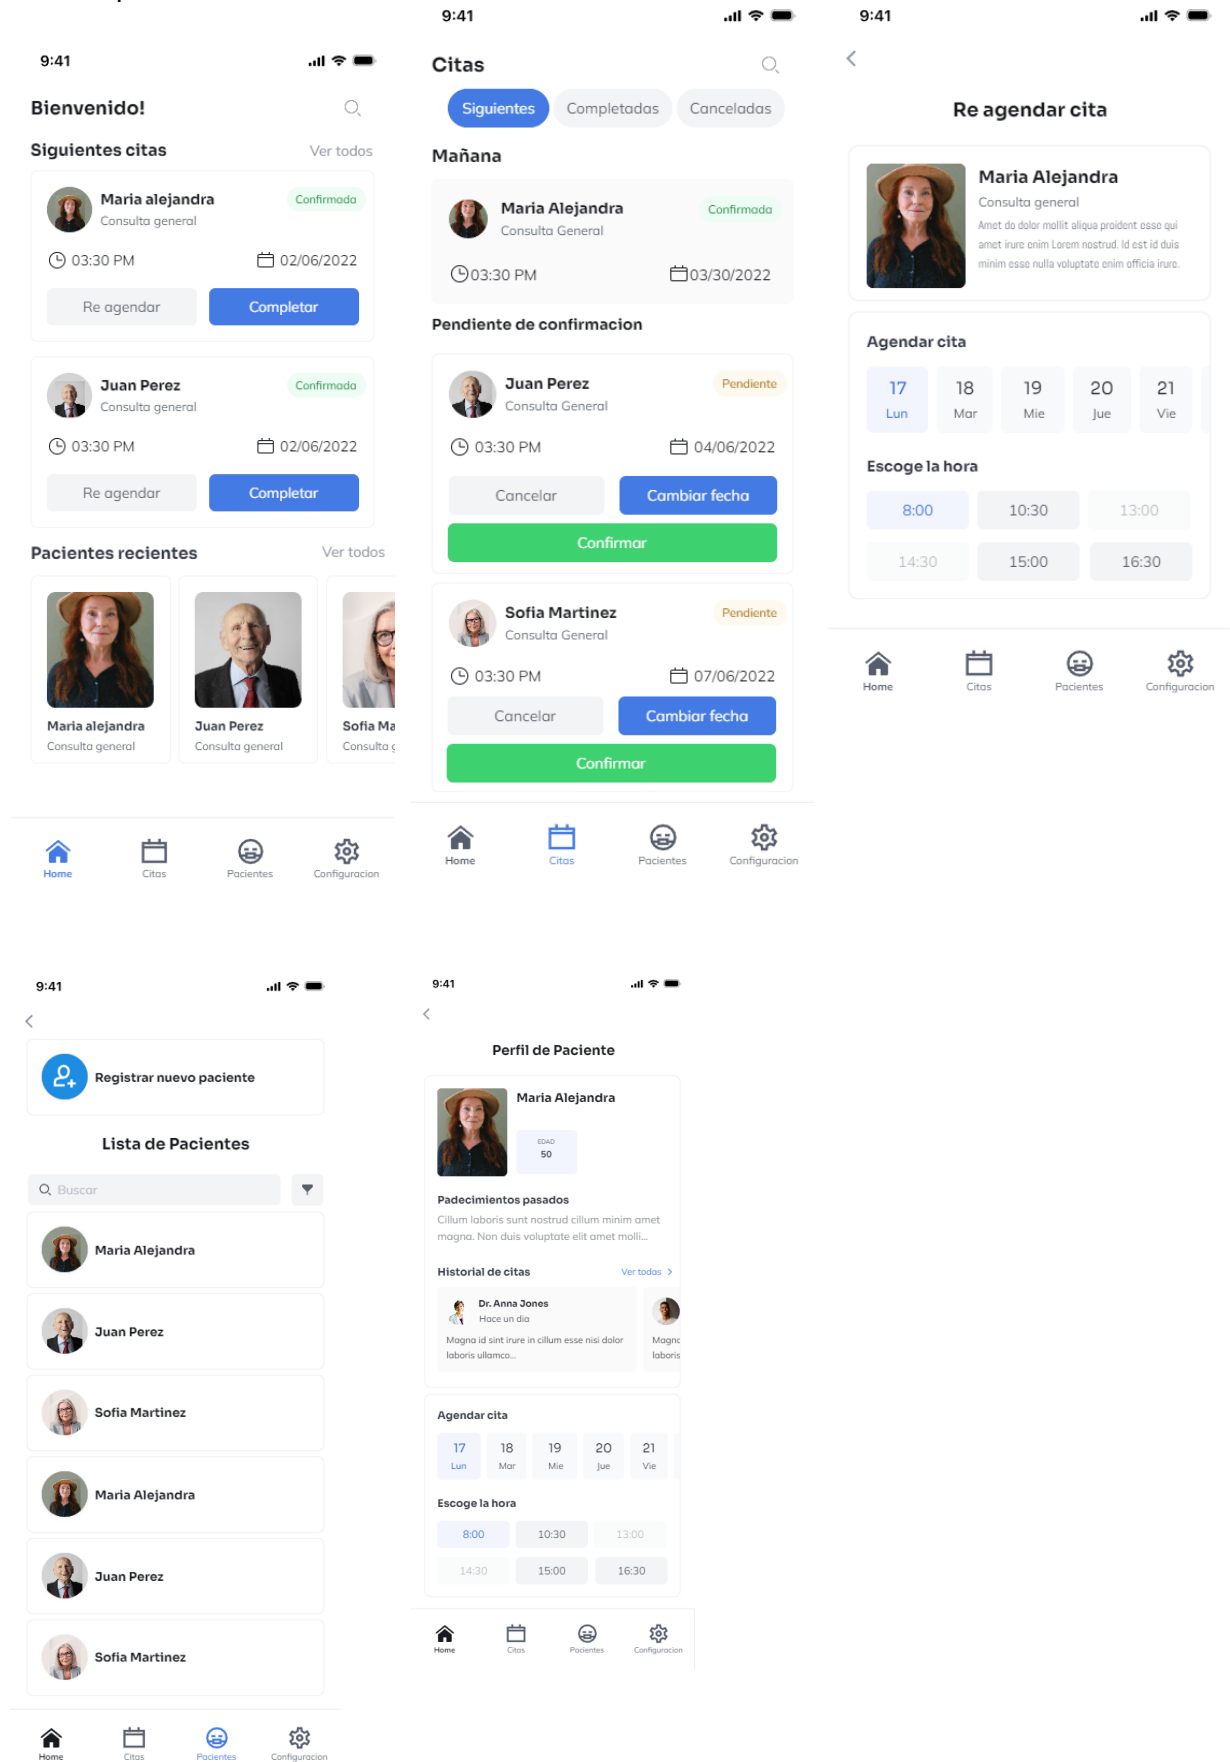 9:41
Bienvenido!
Siguientes citas Ver todos
Maria alejandra Confirmada
Consulta general
03:30 PM 02/06/2022
Re agendar Completar
Juan Perez Confirmada
Consulta general
03:30 PM 02/06/2022
Re agendar Completar
Pacientes recientes Ver todos
Maria alejandra Juan Perez Sofia Ma
Consulta general Consulta general Consulta g
Home Citas Pacientes Configuracion
9:41
Citas
Siguientes Completadas Canceladas
Mañana
Maria Alejandra Confirmada
Consulta General
03:30 PM 03/30/2022
Pendiente de confirmacion
Juan Perez Pendiente
Consulta General
03:30 PM 04/06/2022
Cancelar Cambiar fecha
Confirmar
Sofia Martinez Pendiente
Consulta General
03:30 PM 07/06/2022
Cancelar Cambiar fecha
Confirmar
Home Citas Pacientes Configuracion
9:41
Re agendar cita
Maria Alejandra
Consulta general
Amet do dolor mollit aliqua proident esse qui
amet irure enim Lorem nostrud. Id est id duis
minim esse nulla voluptate enim officia irure.
Agendar cita
17 18 19 20 21
Lun Mar Mie Jue Vie
Escoge la hora
8:00 10:30 13:00
14:30 15:00 16:30
Home Citas Pacientes Configuracion
9:41
Registrar nuevo paciente
Lista de Pacientes
Buscar
Maria Alejandra
Juan Perez
Sofia Martinez
Maria Alejandra
Juan Perez
Sofia Martinez
Home Citas Pacientes Configuracion
9:41
Perfil de Paciente
Maria Alejandra
EDAD
50
Padecimientos pasados
Cillum laboris sunt nostrud cillum minim amet
magna. Non duis voluptate elit amet molli...
Historial de citas Ver todas
Dr. Anna Jones
Hace un dia
Magna id sint irure in cillum esse nisi dolor Magna
laboris ullamco... laboris
Agendar cita
17 18 19 20 21
Lun Mar Mie Jue Vie
Escoge la hora
8:00 10:30 13:00
14:30 15:00 16:30
Home Citas Pacientes Configuracion